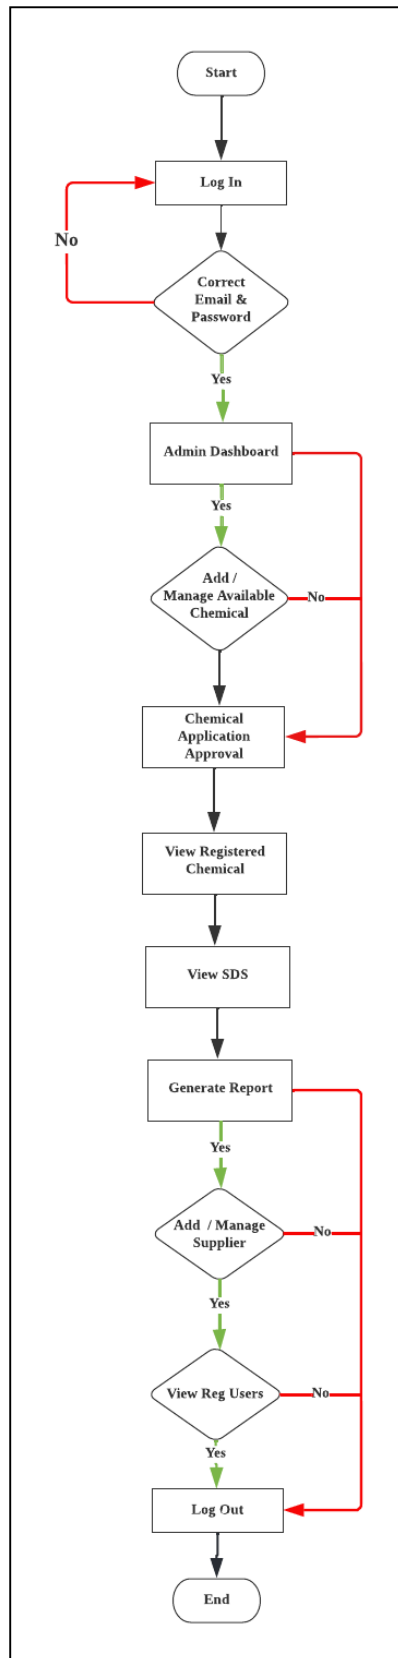 Start
Log In
No
Correct
Email &
Password
Yes
Admin Dashboard
Yes
Add /
Manage Available
Chemical
No
Chemical
Application
Approval
View Registered
Chemical
View SDS
Generate Report
Yes
Add / Manage
Supplier
No
Yes
View Reg Users
No
Yes
Log Out
End